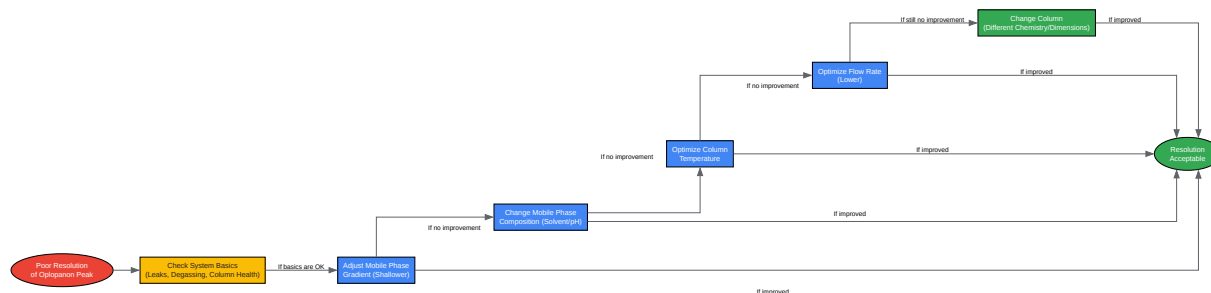 If still no improvement
Change Column
(Different Chemistry/Dimensions)
If improved
Optimize Flow Rate
(Lower)
If improved
If no improvement
Optimize Column
Temperature
If improved
If no improvement
Resolution
Acceptable
Change Mobile Phase
Composition (Solvent/pH)
If improved
If no improvement
Poor Resolution
of Oplopanon Peak
Check System Basics
(Leaks, Degassing, Column Health)
If basics are OK
Adjust Mobile Phase
Gradient (Shallower)
If improved